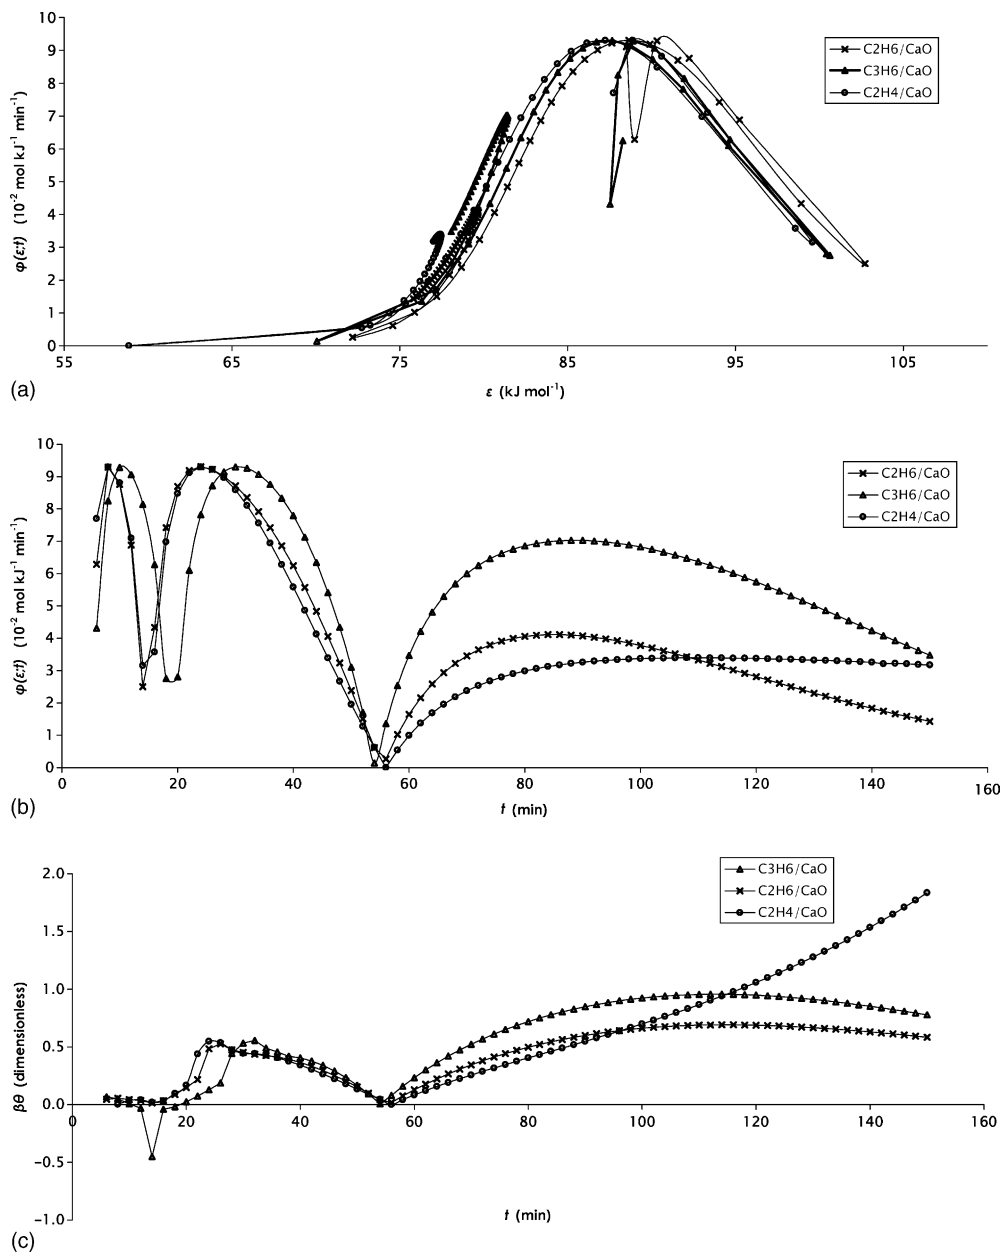 10
9
8
7
6
5
4
3
2
1
0
φ(ε;t) (10⁻² mol kJ⁻¹ min⁻¹)
C2H6/CaO
C3H6/CaO
C2H4/CaO
55 65 75 85 95 105
ε (kJ mol⁻¹)
(a)
10
9
8
7
6
5
4
3
2
1
0
φ(ε;t) (10⁻² mol kJ⁻¹ min⁻¹)
C2H6/CaO
C3H6/CaO
C2H4/CaO
0 20 40 60 80 100 120 140 160
t (min)
(b)
2.0
1.5
1.0
0.5
0.0
-0.5
-1.0
βθ (dimensionless)
C3H6/CaO
C2H6/CaO
C2H4/CaO
0 20 40 60 80 100 120 140 160
t (min)
(c)